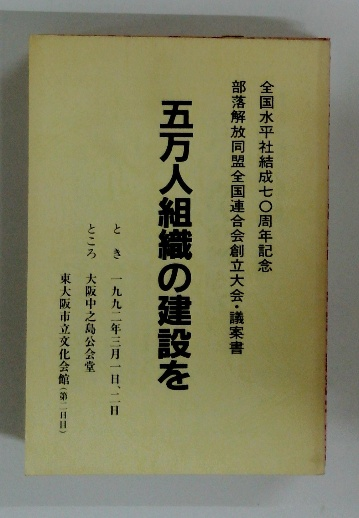 全国水平社結成七〇周年記念
部落解放同盟全国連合会創立大会・議案書
五万人組織の建設を
とき 一九九二年三月一日、二日
ところ 大阪中之島公会堂
東大阪市立文化会館(第二日目)